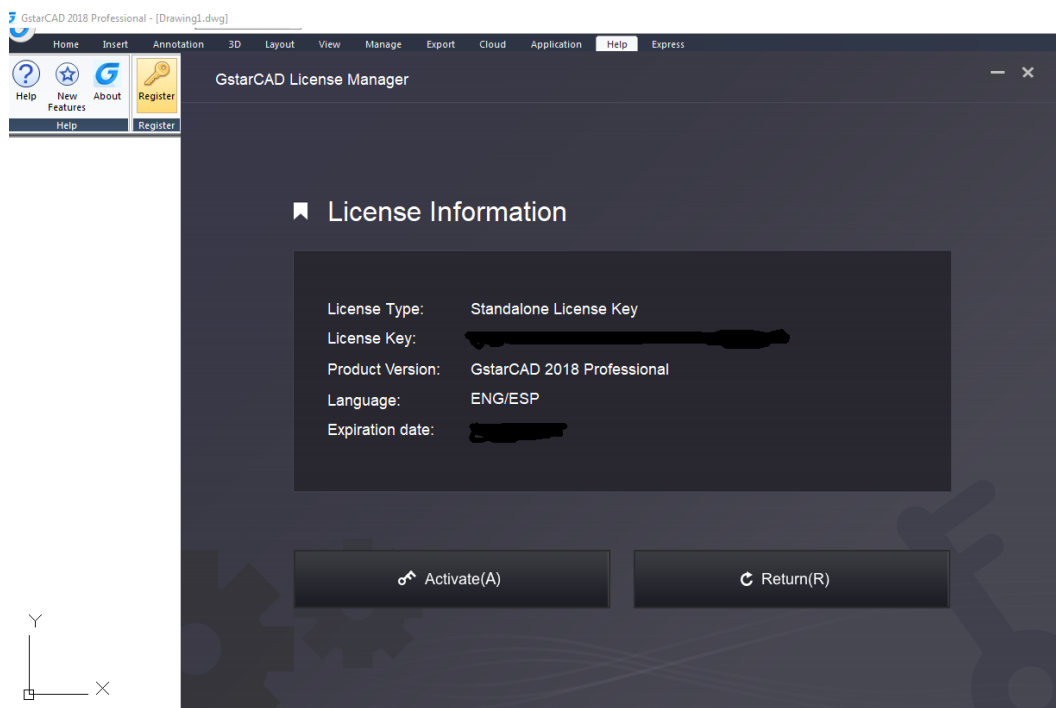 GstarCAD 2018 Professional - [Drawing1.dwg]
Home Insert Annotation 3D Layout View Manage Export Cloud Application Help Express
Help New Features About Register
Help Register
GstarCAD License Manager
License Information
License Type: Standalone License Key
License Key:
Product Version: GstarCAD 2018 Professional
Language: ENG/ESP
Expiration date:
Activate(A) Return(R)
Y
X